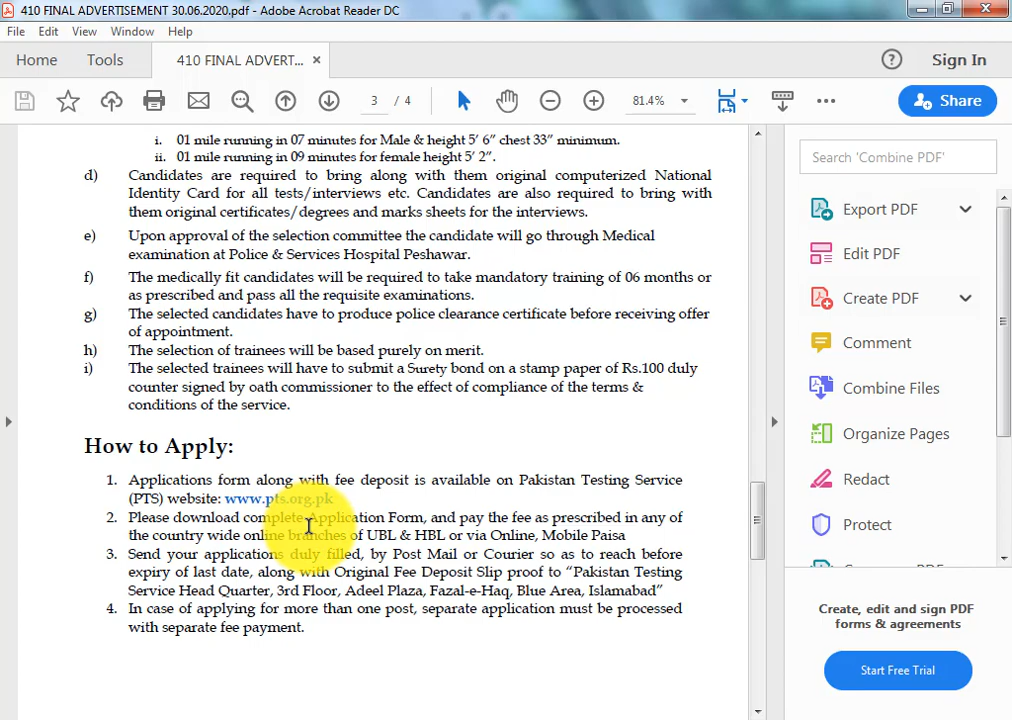 410 FINAL ADVERTISEMENT 30.06.2020.pdf - Adobe Acrobat Reader DC
File Edit View Window Help
Home Tools 410 FINAL ADVERT... × Sign In
3 / 4 81.4% Share
i. 01 mile running in 07 minutes for Male & height 5' 6" chest 33" minimum.
ii. 01 mile running in 09 minutes for female height 5' 2".
d) Candidates are required to bring along with them original computerized National
Identity Card for all tests/interviews etc. Candidates are also required to bring with
them original certificates/degrees and marks sheets for the interviews.
e) Upon approval of the selection committee the candidate will go through Medical
examination at Police & Services Hospital Peshawar.
f) The medically fit candidates will be required to take mandatory training of 06 months or
as prescribed and pass all the requisite examinations.
g) The selected candidates have to produce police clearance certificate before receiving offer
of appointment.
h) The selection of trainees will be based purely on merit.
i) The selected trainees will have to submit a Surety bond on a stamp paper of Rs.100 duly
counter signed by oath commissioner to the effect of compliance of the terms &
conditions of the service.
How to Apply:
1. Applications form along with fee deposit is available on Pakistan Testing Service
(PTS) website: www.pts.org.pk
2. Please download complete Application Form, and pay the fee as prescribed in any of
the country wide online branches of UBL & HBL or via Online, Mobile Paisa
3. Send your applications duly filled, by Post Mail or Courier so as to reach before
expiry of last date, along with Original Fee Deposit Slip proof to "Pakistan Testing
Service Head Quarter, 3rd Floor, Adeel Plaza, Fazal-e-Haq, Blue Area, Islamabad"
4. In case of applying for more than one post, separate application must be processed
with separate fee payment.
Search 'Combine PDF'
Export PDF
Edit PDF
Create PDF
Comment
Combine Files
Organize Pages
Redact
Protect
Create, edit and sign PDF
forms & agreements
Start Free Trial